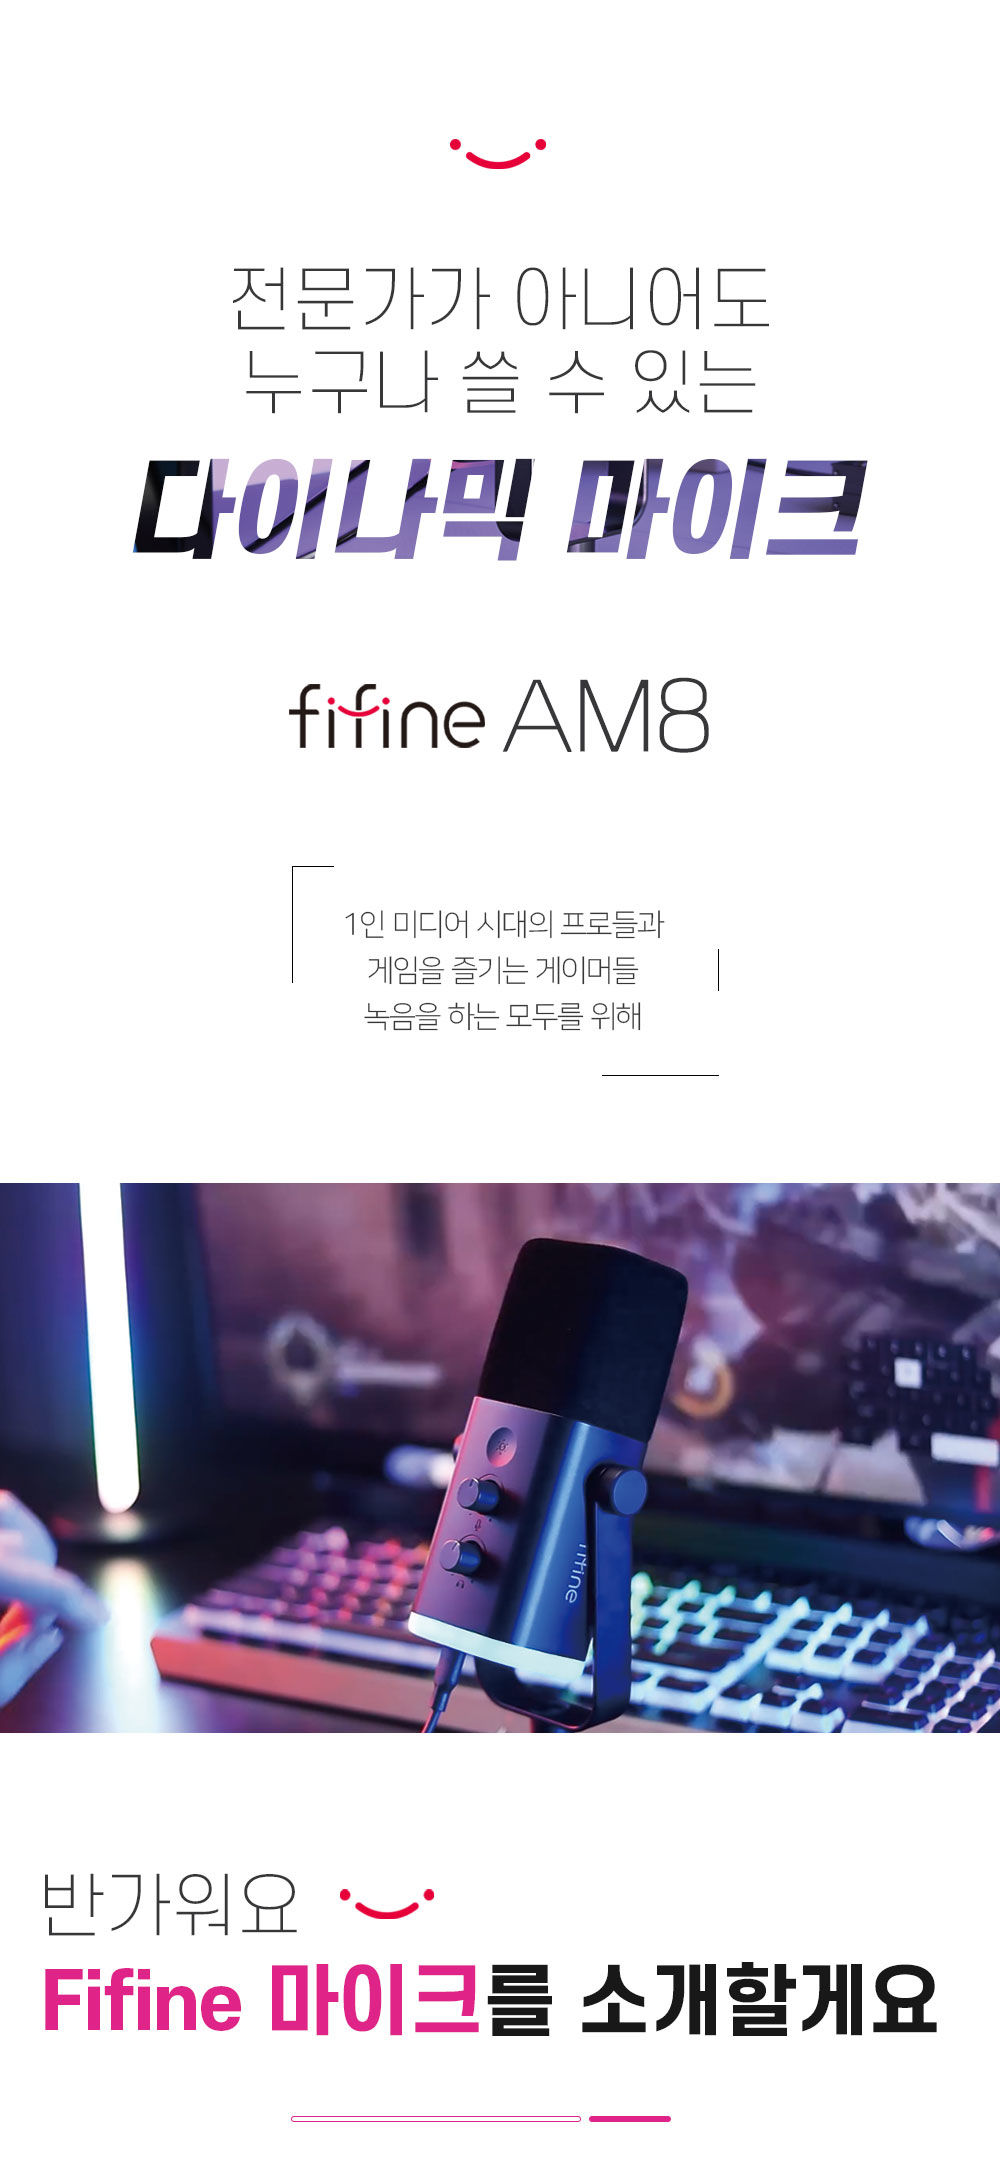 전문가가 아니어도
누구나 쓸 수 있는
다이나믹 마이크
fifine AM8
1인 미디어 시대의 프로들과
게임을 즐기는 게이머들
녹음을 하는 모두를 위해
fifine
반가워요
Fifine 마이크를 소개할게요